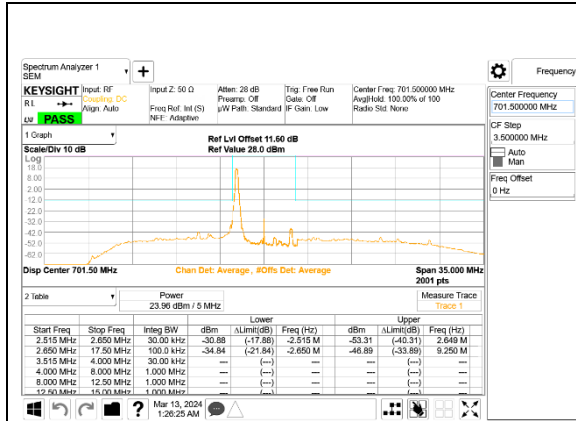 Spectrum Analyzer 1
SEM
+
Frequency
KEYSIGHT Input: RF Input Z: 50 Ω Atten: 28 dB Trig: Free Run Center Freq: 701.500000 MHz
R L Coupling: DC Preamp: Off Gate: Off Avg|Hold: 100.00% of 100
Align: Auto Freq Ref: Int (S) µW Path: Standard IF Gain: Low Radio Std: None
NFE: Adaptive
PASS
Center Frequency
701.500000 MHz
CF Step
3.500000 MHz
Auto
Man
Freq Offset
0 Hz
1 Graph
Ref Lvl Offset 11.60 dB
Scale/Div 10 dB Ref Value 28.0 dBm
Log
18.0
8.00
-2.00
-12.0
-22.0
-32.0
-42.0
-52.0
-62.0
Disp Center 701.50 MHz Chan Det: Average, #Offs Det: Average Span 35.000 MHz
2001 pts
2 Table Power Measure Trace
23.96 dBm / 5 MHz Trace 1
Lower Upper
Start Freq Stop Freq Integ BW dBm ΔLimit(dB) Freq (Hz) dBm ΔLimit(dB) Freq (Hz)
2.515 MHz 2.650 MHz 30.00 kHz -30.88 (-17.88) -2.515 M -53.31 (-40.31) 2.649 M
2.650 MHz 17.50 MHz 100.0 kHz -34.84 (-21.84) -2.650 M -46.89 (-33.89) 9.250 M
3.515 MHz 4.000 MHz 30.00 kHz --- (---) --- --- (---) ---
4.000 MHz 8.000 MHz 1.000 MHz --- (---) --- --- (---) ---
8.000 MHz 12.50 MHz 1.000 MHz --- (---) --- --- (---) ---
12.50 MHz 15.00 MHz 1.000 MHz --- (---) --- --- (---) ---
? Mar 13, 2024
1:26:25 AM